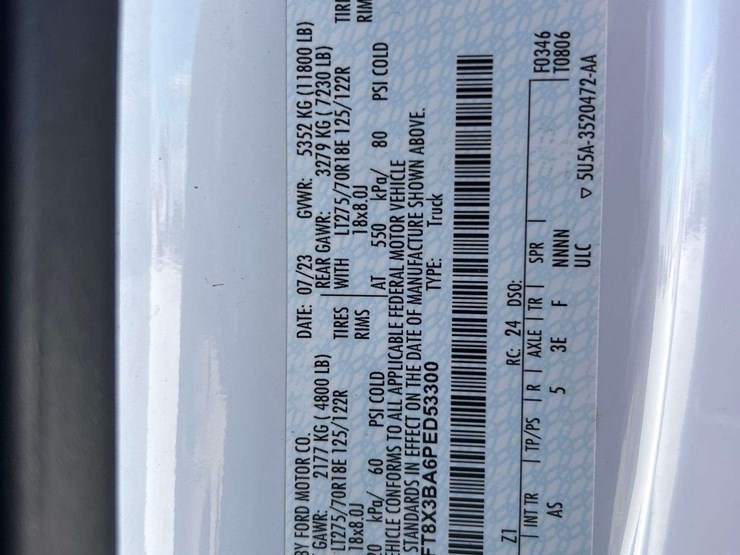 BY FORD MOTOR CO. DATE: 07/23 GVWR: 5352 KG (11800 LB)
GAWR: 2177 KG ( 4800 LB) REAR GAWR: 3279 KG ( 7230 LB)
LT275/70R18E 125/122R TIRES WITH LT275/70R18E 125/122R TIRE
18x8.0J RIMS 18x8.0J RIM
kPa/ 60 PSI COLD AT 550 kPa/ 80 PSI COLD
VEHICLE CONFORMS TO ALL APPLICABLE FEDERAL MOTOR VEHICLE
STANDARDS IN EFFECT ON THE DATE OF MANUFACTURE SHOWN ABOVE.
FT8X3BA6PED53300 TYPE: Truck
F0346
T0806
Z1 RC: 24 DSO:
INT TR TP/PS R AXLE TR SPR
AS 5 3E F NNNN
ULC ▽ 5U5A-3520472-AA